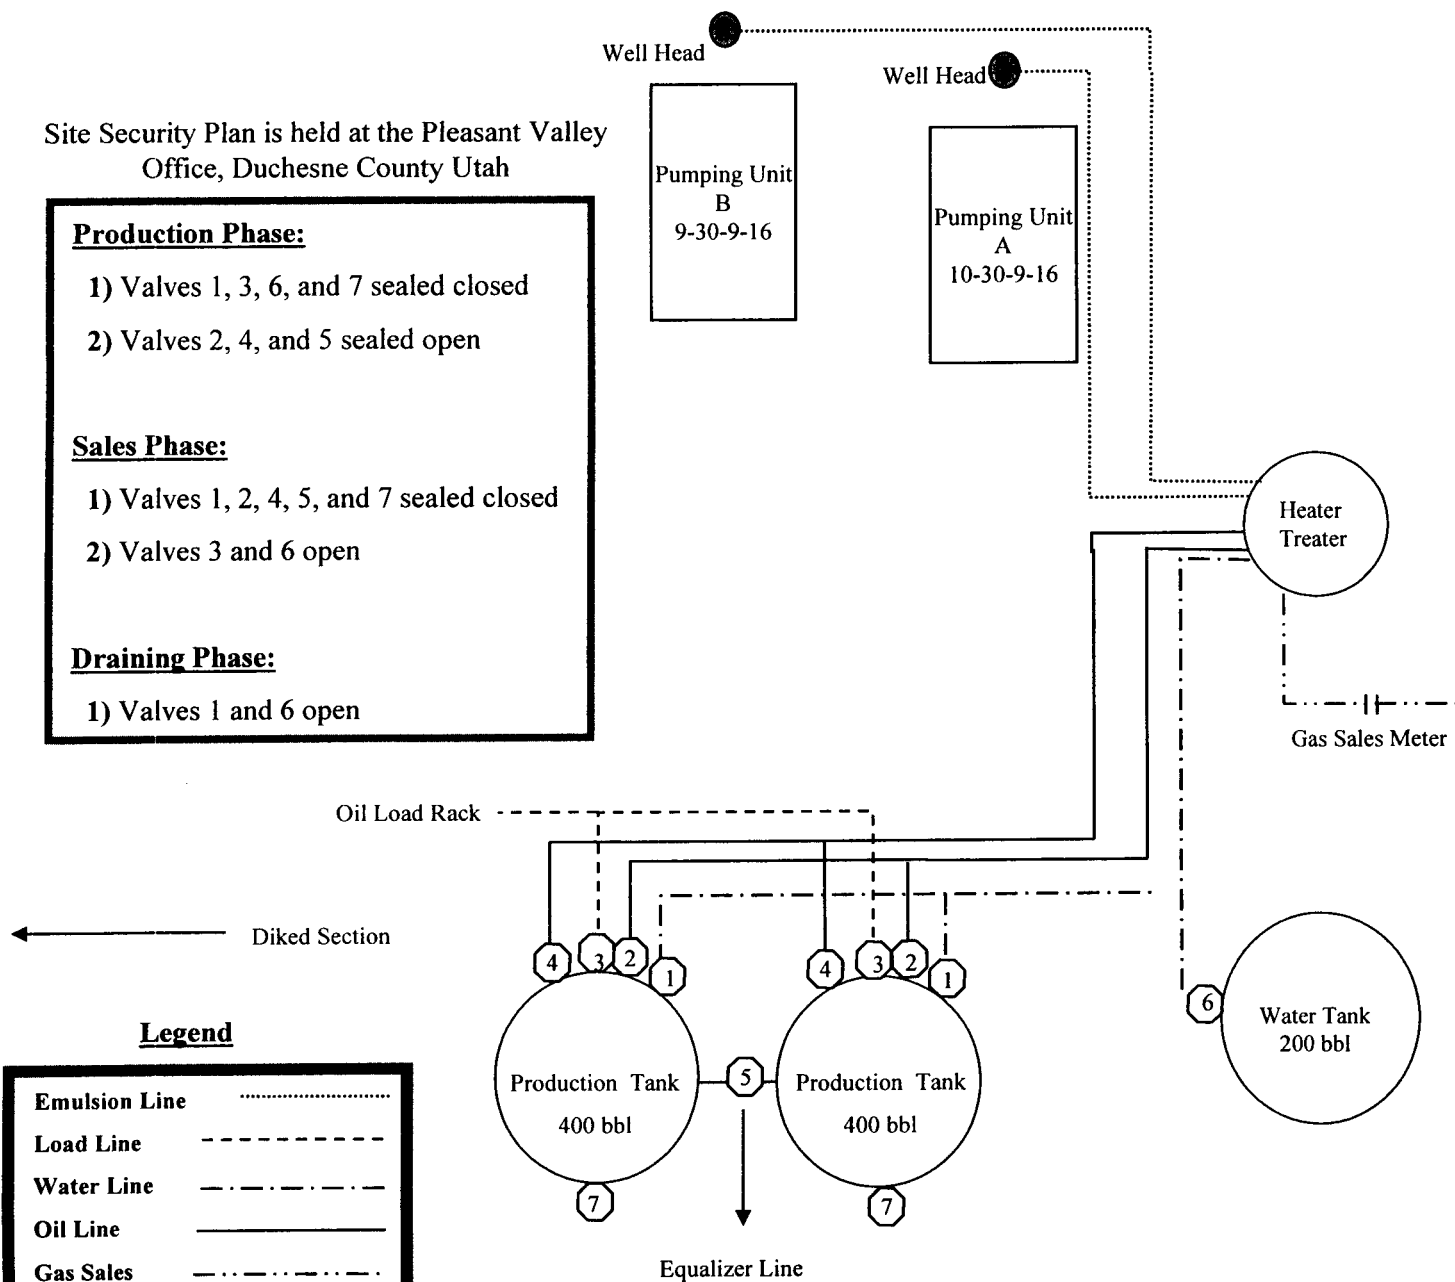 Well Head
Well Head
Site Security Plan is held at the Pleasant Valley
Office, Duchesne County Utah
Pumping Unit
B
9-30-9-16
Pumping Unit
A
10-30-9-16
Production Phase:
1) Valves 1, 3, 6, and 7 sealed closed
2) Valves 2, 4, and 5 sealed open
Sales Phase:
1) Valves 1, 2, 4, 5, and 7 sealed closed
2) Valves 3 and 6 open
Draining Phase:
1) Valves 1 and 6 open
Heater
Treater
Gas Sales Meter
Oil Load Rack
Diked Section
4 3 2 1
4 3 2 1
6
Water Tank
200 bbl
Production Tank
400 bbl
5
Production Tank
400 bbl
7
7
Equalizer Line
Legend
Emulsion Line
Load Line
Water Line
Oil Line
Gas Sales